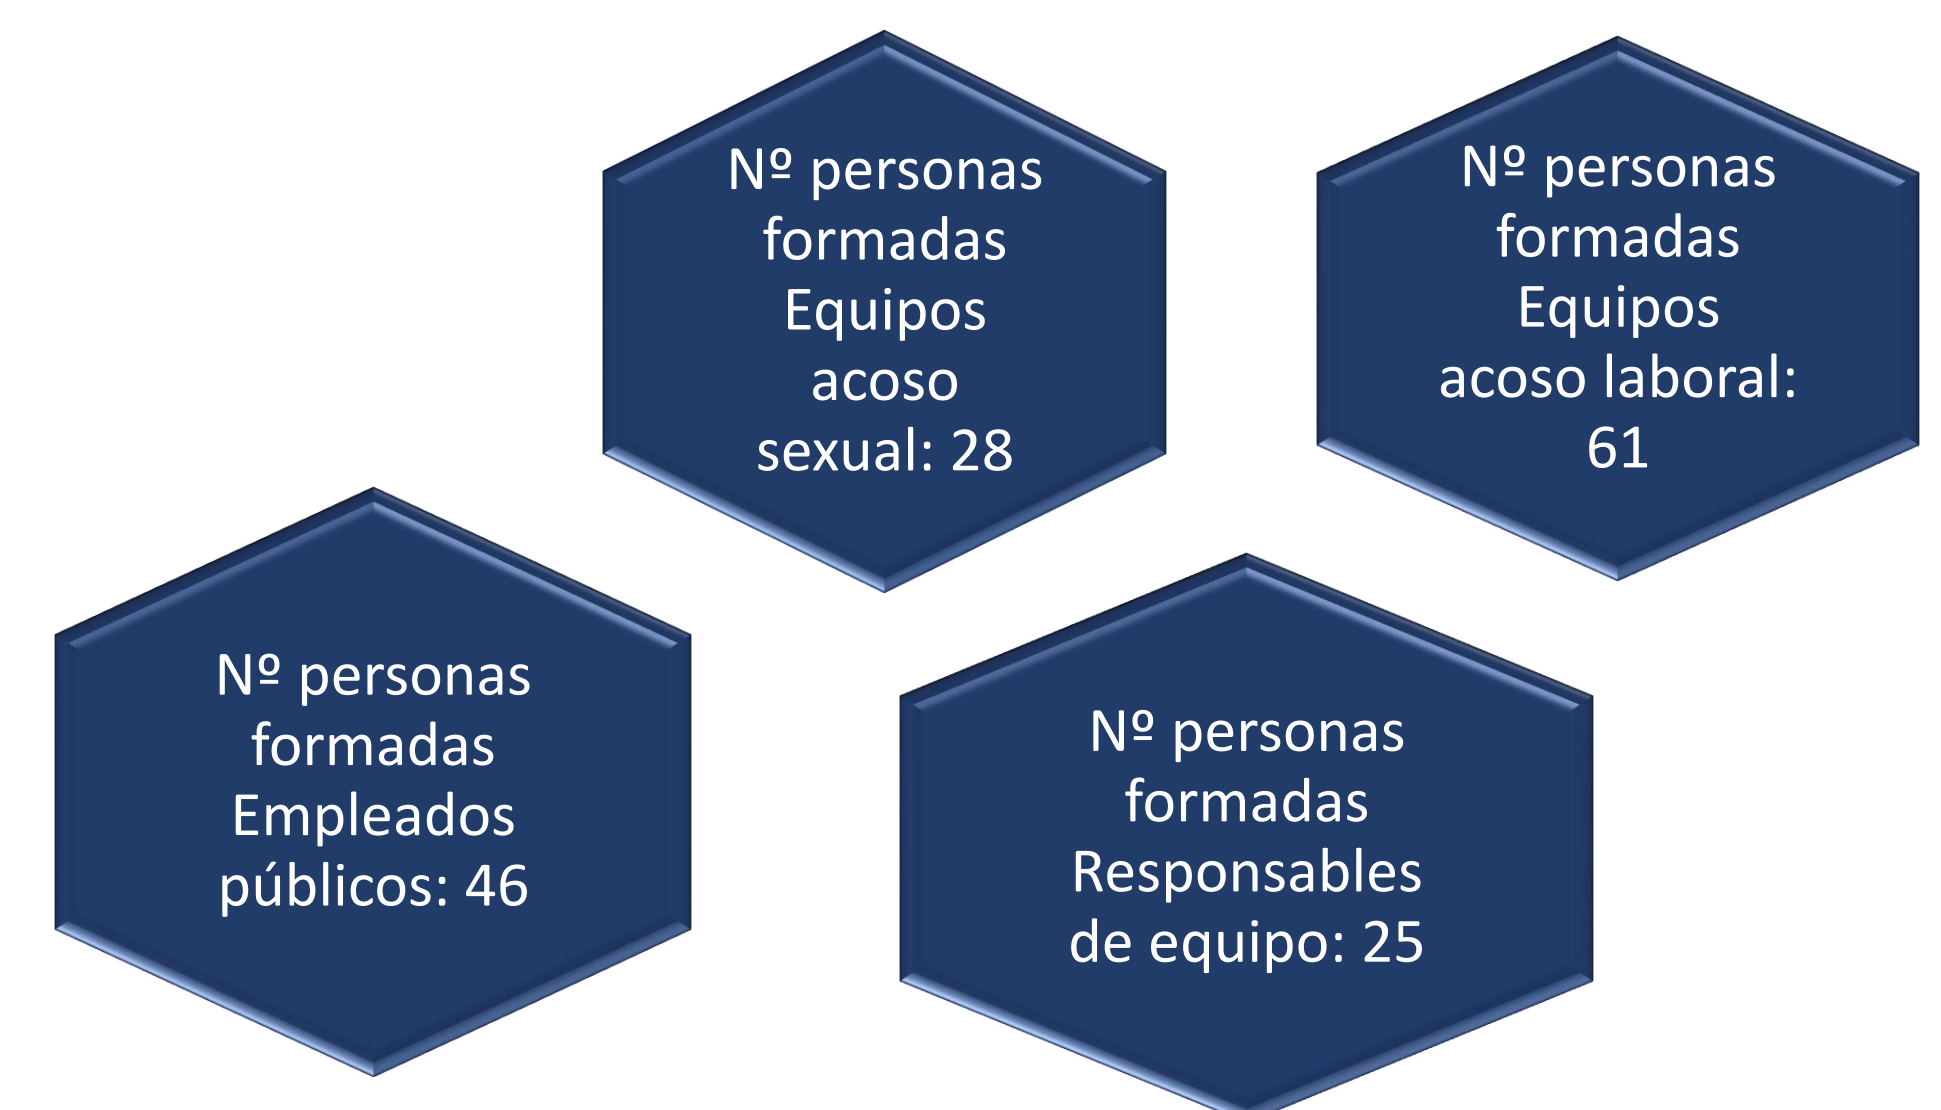 Nº personas
formadas
Equipos
acoso
sexual: 28
Nº personas
formadas
Equipos
acoso laboral:
61
Nº personas
formadas
Empleados
públicos: 46
Nº personas
formadas
Responsables
de equipo: 25